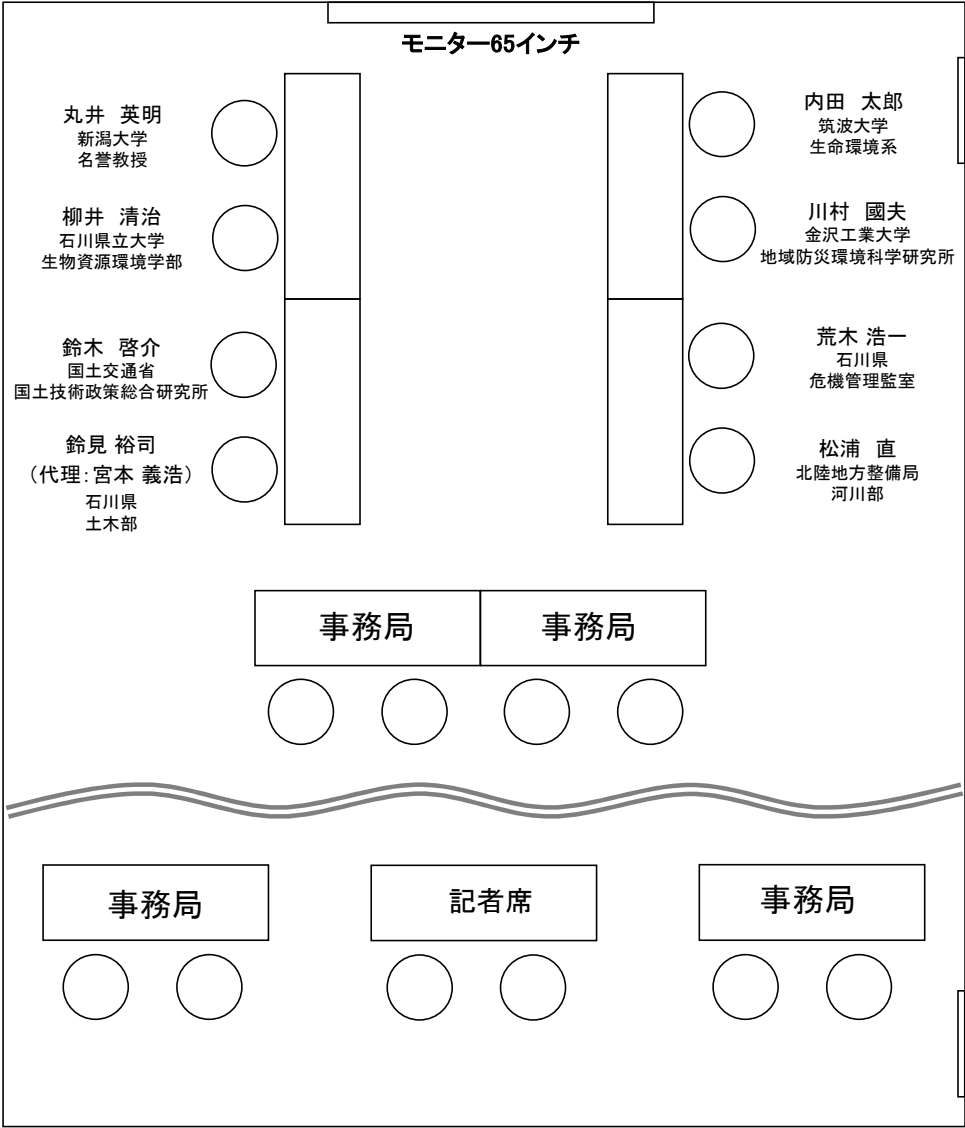 モニター65インチ
丸井 英明
新潟大学
名誉教授
柳井 清治
石川県立大学
生物資源環境学部
鈴木 啓介
国土交通省
国土技術政策総合研究所
鈴見 裕司
（代理：宮本 義浩）
石川県
土木部
内田 太郎
筑波大学
生命環境系
川村 國夫
金沢工業大学
地域防災環境科学研究所
荒木 浩一
石川県
危機管理監室
松浦 直
北陸地方整備局
河川部
事務局 事務局
事務局 記者席 事務局